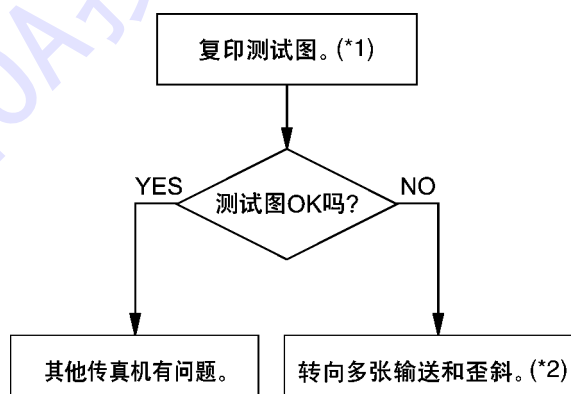 复印测试图。(*1)
YES
测试图OK吗?
NO
其他传真机有问题。
转向多张输送和歪斜。(*2)